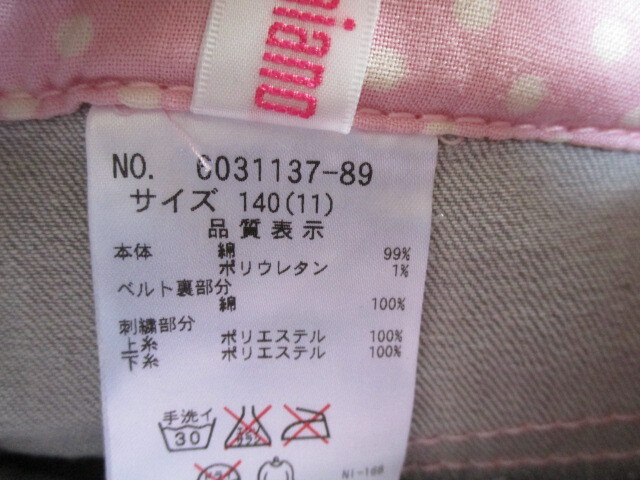 piano
NO. 6031137-89
サイズ 140(11)
品質表示
本体 綿 99%
ポリウレタン 1%
ベルト裏部分
綿 100%
刺繍部分
上糸 ポリエステル 100%
下糸 ポリエステル 100%
手洗イ
30
NI-168